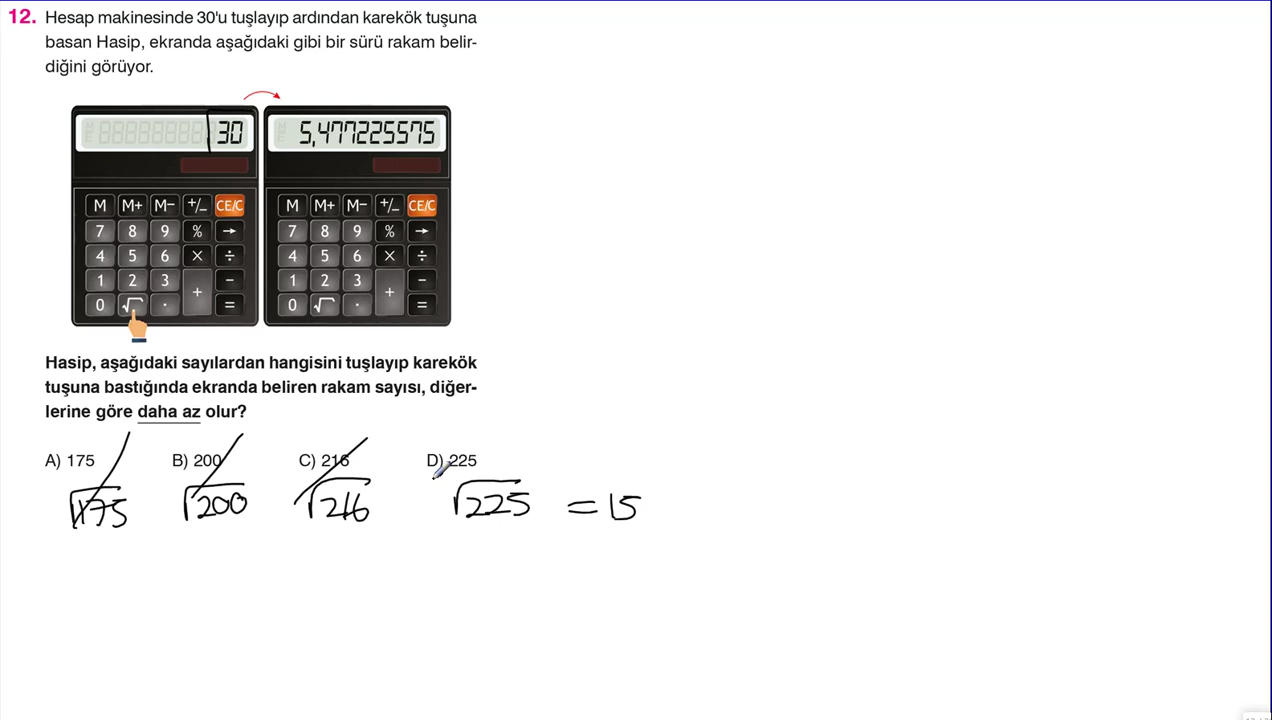 12. Hesap makinesinde 30'u tuşlayıp ardından karekök tuşuna
basan Hasip, ekranda aşağıdaki gibi bir sürü rakam belir-
diğini görüyor.
30
5,477225575
M M+ M− +/− CE/C
7 8 9 % →
4 5 6 × ÷
1 2 3 + −
0 √ · =
M M+ M− +/− CE/C
7 8 9 % →
4 5 6 × ÷
1 2 3 + −
0 √ · =
Hasip, aşağıdaki sayılardan hangisini tuşlayıp karekök
tuşuna bastığında ekranda beliren rakam sayısı, diğer-
lerine göre daha az olur?
A) 175 B) 200 C) 216 D) 225
√175 √200 √216 √225 = 15